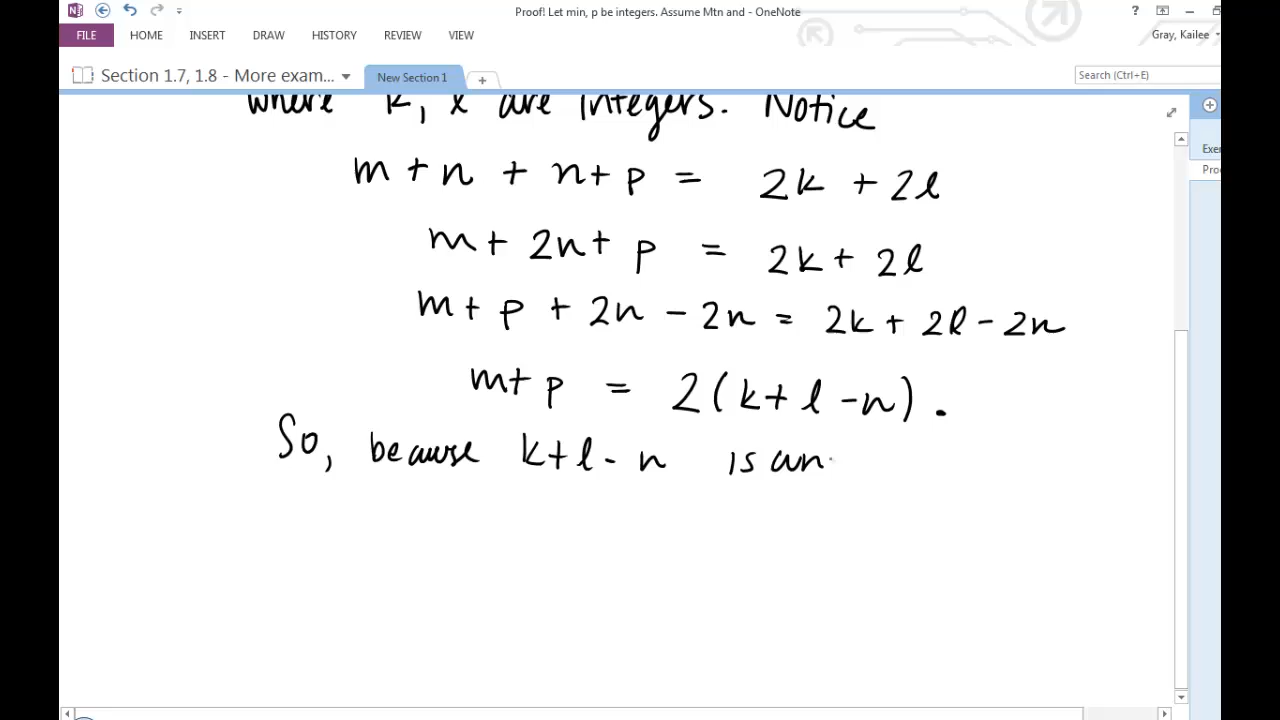 Proof! Let min, p be integers. Assume Mtn and - OneNote
?
FILE HOME INSERT DRAW HISTORY REVIEW VIEW
Gray, Kailee
Section 1.7, 1.8 - More exam... New Section 1 +
Search (Ctrl+E)
where k, l are integers. Notice
Exer
m + n + n + p = 2k + 2l
Proo
m + 2n + p = 2k + 2l
m + p + 2n - 2n = 2k + 2l - 2n
m + p = 2(k + l - n).
So, because k + l - n is an